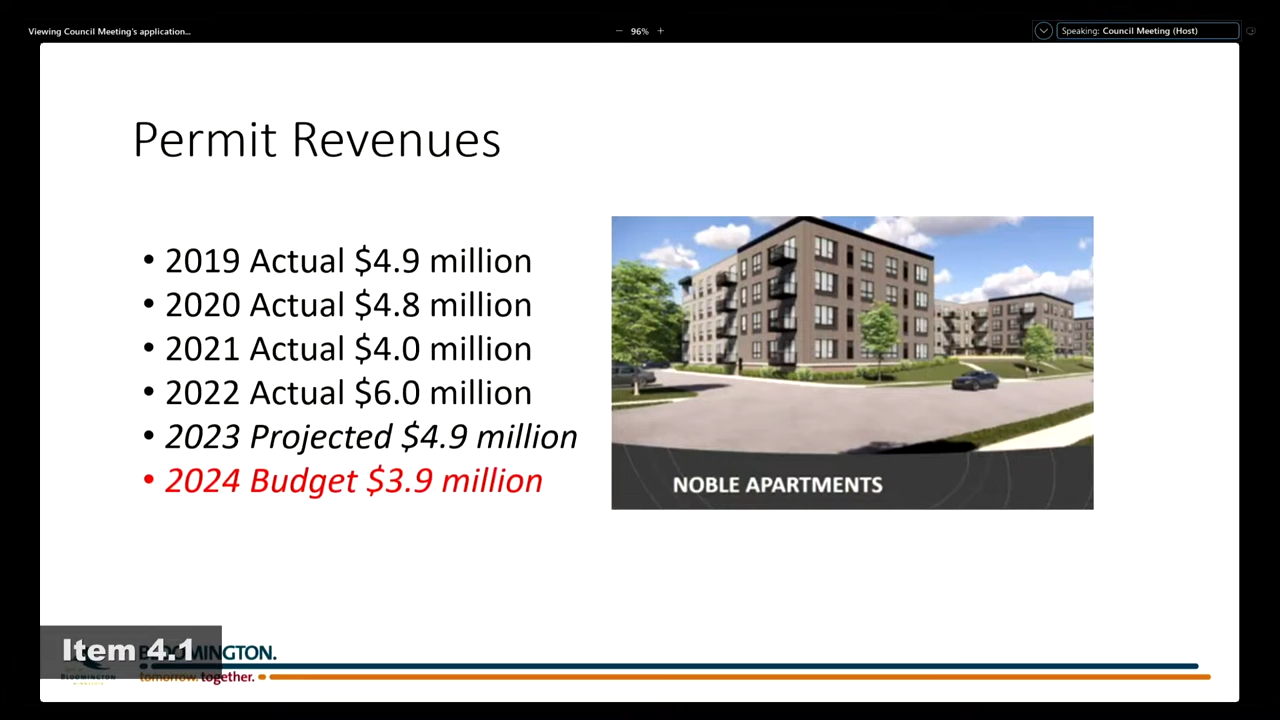 Viewing Council Meeting's application...
− 96% +
Speaking: Council Meeting (Host)
Permit Revenues
• 2019 Actual $4.9 million
• 2020 Actual $4.8 million
• 2021 Actual $4.0 million
• 2022 Actual $6.0 million
• 2023 Projected $4.9 million
• 2024 Budget $3.9 million
NOBLE APARTMENTS
Item 4.1
BLOOMINGTON.
tomorrow. together.
BLOOMINGTON